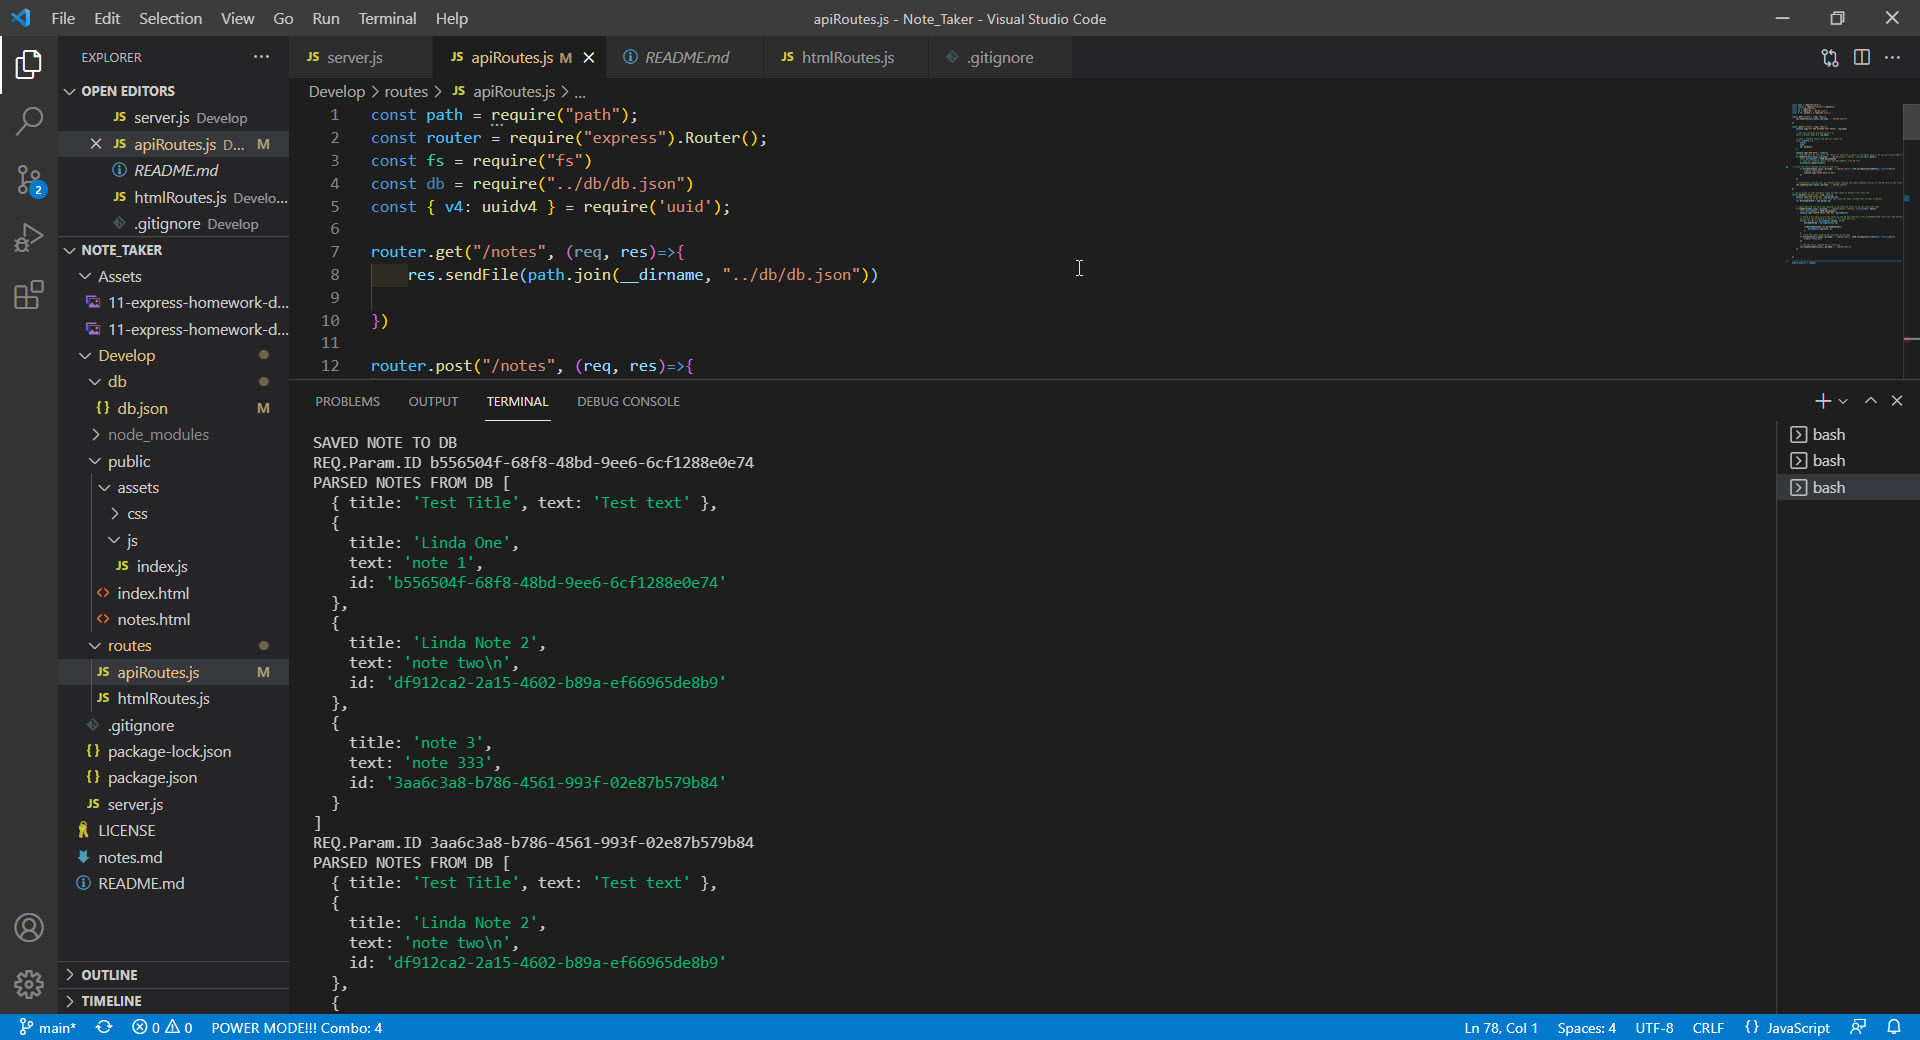 File Edit Selection View Go Run Terminal Help
apiRoutes.js - Note_Taker - Visual Studio Code
EXPLORER
OPEN EDITORS
JS server.js Develop
JS apiRoutes.js D... M
README.md
JS htmlRoutes.js Develo...
.gitignore Develop
NOTE_TAKER
Assets
11-express-homework-d...
11-express-homework-d...
Develop
db
{} db.json M
node_modules
public
assets
css
js
JS index.js
<> index.html
<> notes.html
routes
JS apiRoutes.js M
JS htmlRoutes.js
.gitignore
{} package-lock.json
{} package.json
JS server.js
LICENSE
notes.md
README.md
OUTLINE
TIMELINE
2
JS server.js
JS apiRoutes.js M
README.md
JS htmlRoutes.js
.gitignore
Develop > routes > JS apiRoutes.js > ...
1 const path = require("path");
2 const router = require("express").Router();
3 const fs = require("fs")
4 const db = require("../db/db.json")
5 const { v4: uuidv4 } = require('uuid');
6
7 router.get("/notes", (req, res)=>{
8 res.sendFile(path.join(__dirname, "../db/db.json"))
9
10 })
11
12 router.post("/notes", (req, res)=>{
PROBLEMS OUTPUT TERMINAL DEBUG CONSOLE
SAVED NOTE TO DB
REQ.Param.ID b556504f-68f8-48bd-9ee6-6cf1288e0e74
PARSED NOTES FROM DB [
{ title: 'Test Title', text: 'Test text' },
{
title: 'Linda One',
text: 'note 1',
id: 'b556504f-68f8-48bd-9ee6-6cf1288e0e74'
},
{
title: 'Linda Note 2',
text: 'note two\n',
id: 'df912ca2-2a15-4602-b89a-ef66965de8b9'
},
{
title: 'note 3',
text: 'note 333',
id: '3aa6c3a8-b786-4561-993f-02e87b579b84'
}
]
REQ.Param.ID 3aa6c3a8-b786-4561-993f-02e87b579b84
PARSED NOTES FROM DB [
{ title: 'Test Title', text: 'Test text' },
{
title: 'Linda Note 2',
text: 'note two\n',
id: 'df912ca2-2a15-4602-b89a-ef66965de8b9'
},
{
bash
bash
bash
main* 0 0 POWER MODE!!! Combo: 4
Ln 78, Col 1 Spaces: 4 UTF-8 CRLF {} JavaScript